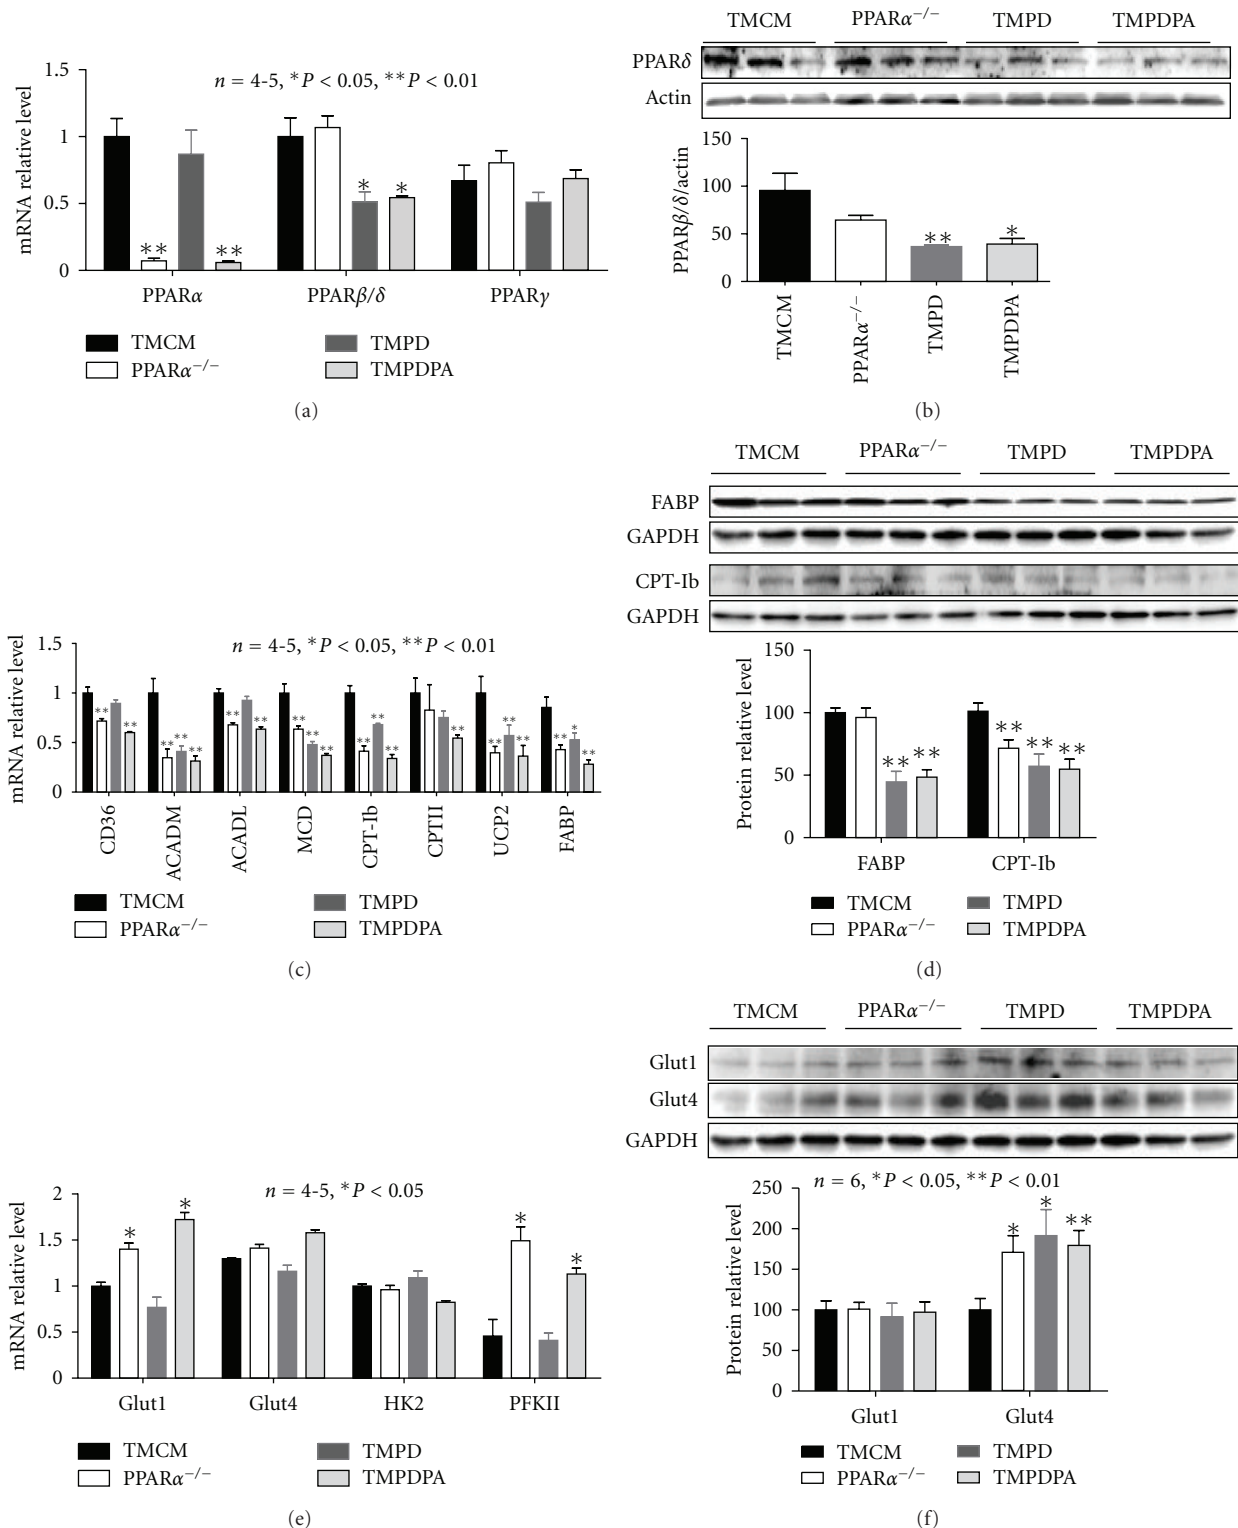 n = 4-5, *P < 0.05, **P < 0.01
mRNA relative level
1.5
1
0.5
0
** ** * *
PPARα PPARβ/δ PPARγ
TMCM TMPD
PPARα−/− TMPDPA
(a)
TMCM PPARα−/− TMPD TMPDPA
PPARδ
Actin
PPARβ/δ/actin
150
100
50
0
** *
TMCM PPARα−/− TMPD TMPDPA
(b)
n = 4-5, *P < 0.05, **P < 0.01
mRNA relative level
1.5
1
0.5
0
** ** ** ** ** ** ** ** ** ** ** ** ** ** ** ** ** ** ** * **
CD36 ACADM ACADL MCD CPT-Ib CPTII UCP2 FABP
TMCM TMPD
PPARα−/− TMPDPA
(c)
TMCM PPARα−/− TMPD TMPDPA
FABP
GAPDH
CPT-Ib
GAPDH
Protein relative level
150
100
50
0
** ** ** ** **
FABP CPT-Ib
TMCM TMPD
PPARα−/− TMPDPA
(d)
n = 4-5, *P < 0.05
mRNA relative level
2
1.5
1
0.5
0
* * * *
Glut1 Glut4 HK2 PFKII
TMCM TMPD
PPARα−/− TMPDPA
(e)
TMCM PPARα−/− TMPD TMPDPA
Glut1
Glut4
GAPDH
n = 6, *P < 0.05, **P < 0.01
Protein relative level
250
200
150
100
50
0
* * **
Glut1 Glut4
TMCM TMPD
PPARα−/− TMPDPA
(f)